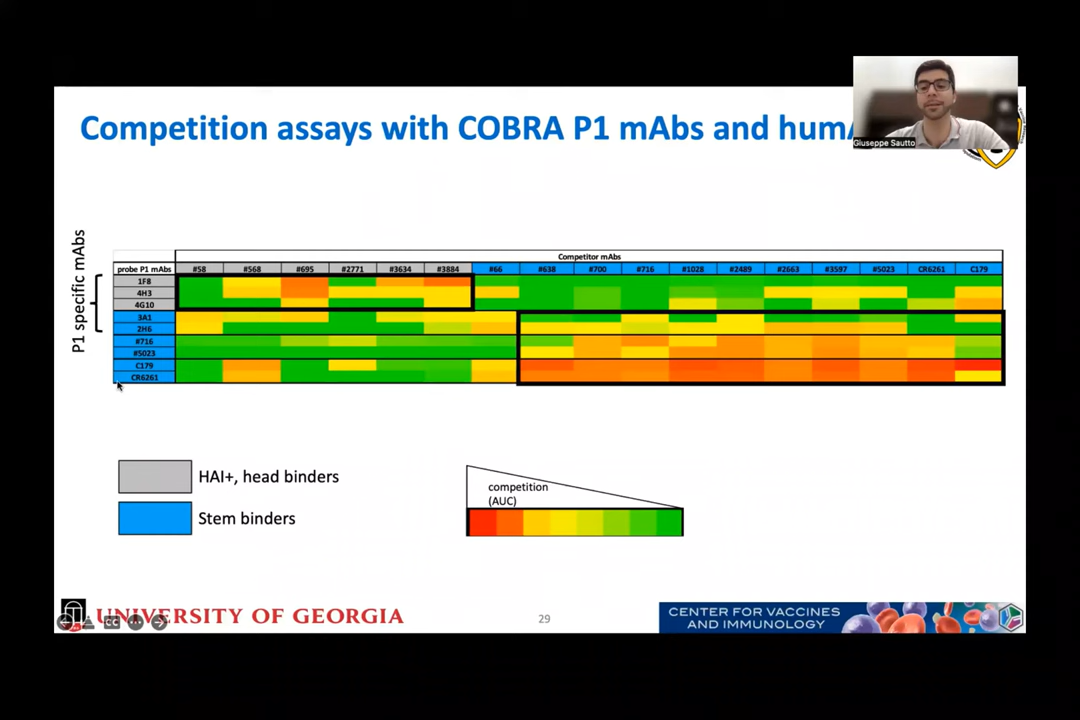 Competition assays with COBRA P1 mAbs and humA
Giuseppe Sautto
P1 specific mAbs
Competitor mAbs
probe P1 mAbs #58 #568 #695 #2771 #3634 #3884 #66 #638 #700 #716 #1028 #2489 #2663 #3597 #5023 CR6261 C179
1F8
4H3
4G10
3A1
2H6
#716
#5023
C179
CR6261
HAI+, head binders
Stem binders
competition
(AUC)
UNIVERSITY OF GEORGIA
29
CENTER FOR VACCINES
AND IMMUNOLOGY